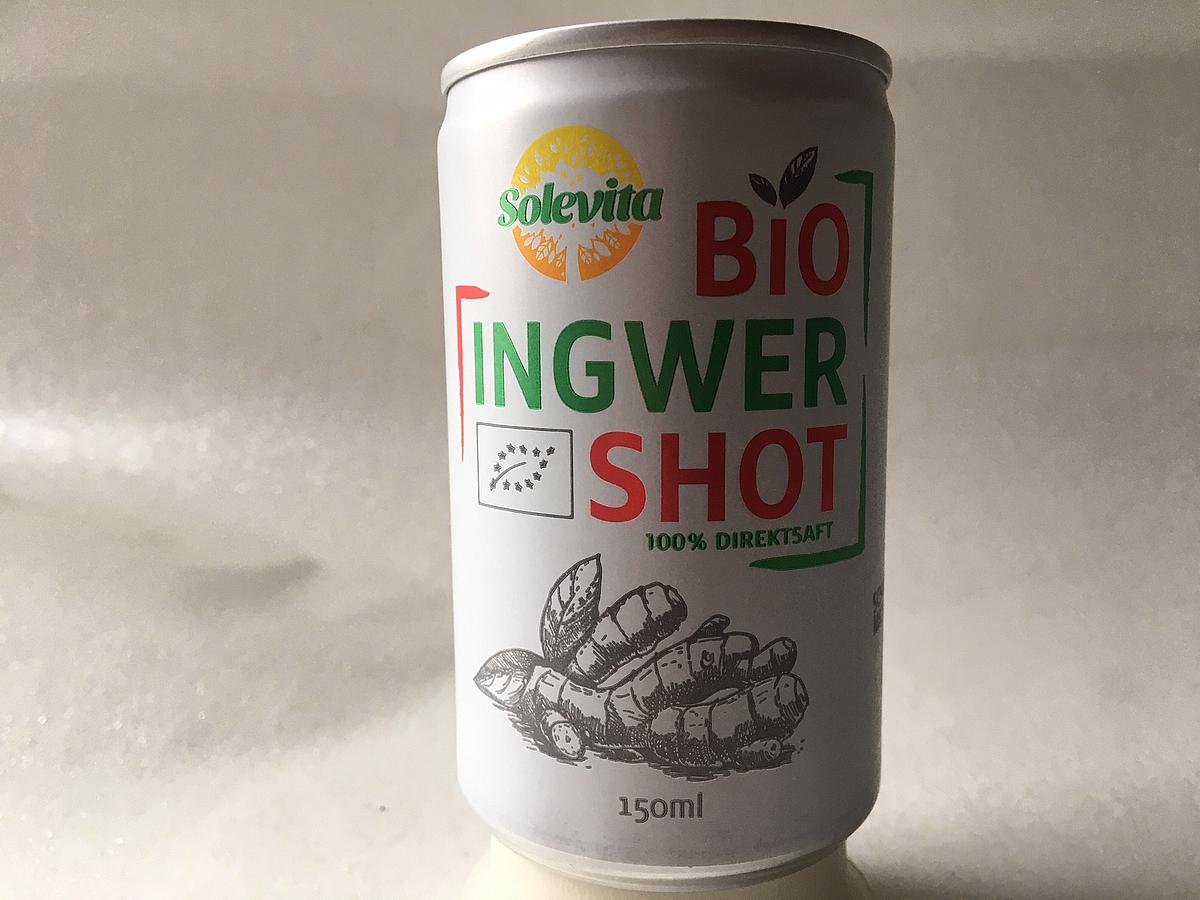 Solevita
BiO
INGWER
SHOT
100% DIREKTSAFT
150ml